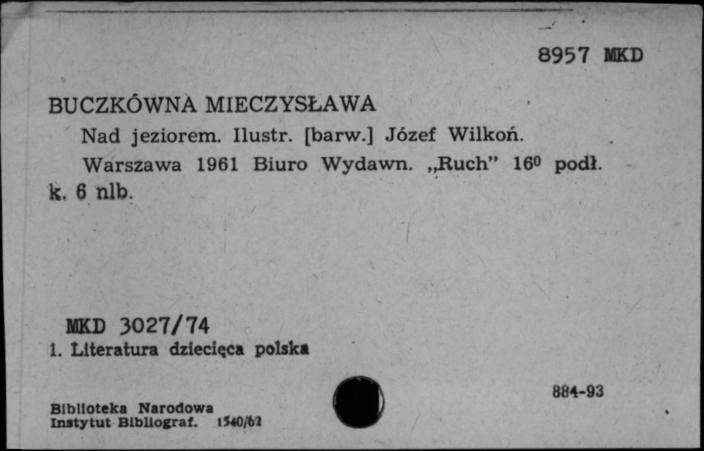 8957 MKD
BUCZKÓWNA MIECZYSŁAWA
Nad jeziorem. Ilustr. [barw.] Józef Wilkoń.
Warszawa 1961 Biuro Wydawn. „Ruch” 16⁰ podł.
k. 6 nlb.
MKD 3027/74
1. Literatura dziecięca polska
884-93
Biblioteka Narodowa
Instytut Bibliograf. 1540/62